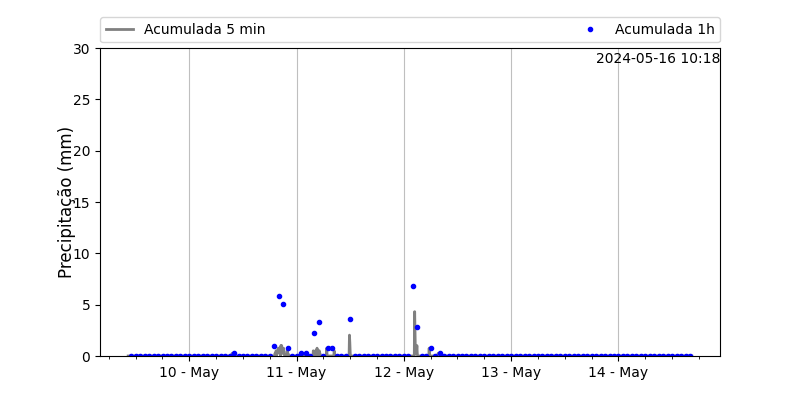 Acumulada 5 min
Acumulada 1h
2024-05-16 10:18
Precipitação (mm)
30
25
20
15
10
5
0
10 - May
11 - May
12 - May
13 - May
14 - May